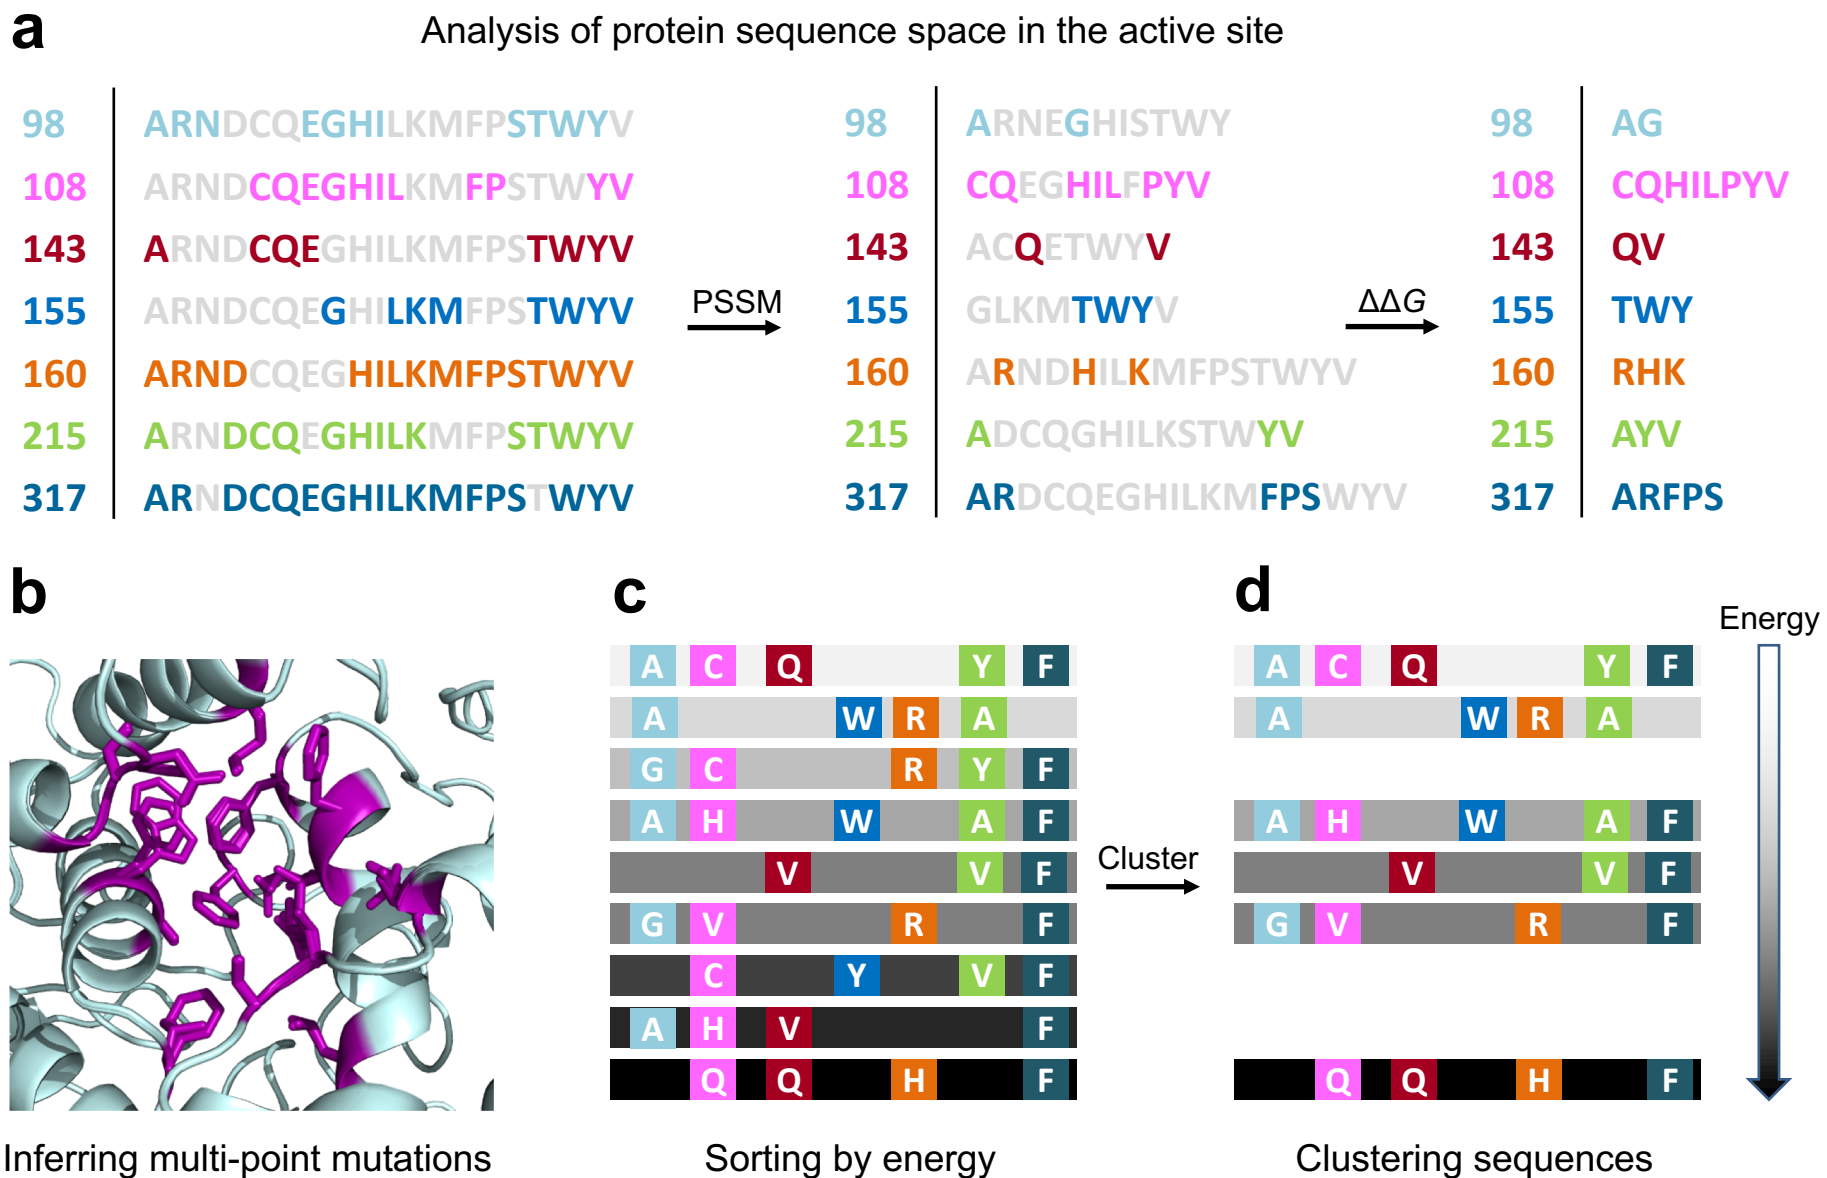 a
Analysis of protein sequence space in the active site
98 ARNDCQEGHILKMFPSTWYV
108 ARNDCQEGHILKMFPSTWYV
143 ARNDCQEGHILKMFPSTWYV
155 ARNDCQEGHILKMFPSTWYV
160 ARNDCQEGHILKMFPSTWYV
215 ARNDCQEGHILKMFPSTWYV
317 ARNDCQEGHILKMFPSTWYV
PSSM
98 ARNEGHISTWY
108 CQEGHILFPYV
143 ACQETWYV
155 GLKMTWYV
160 ARNDHILKMFPSTWYV
215 ADCQGHILKSTWYV
317 ARDCQEGHILKMFPSWYV
ΔΔG
98 AG
108 CQHILPYV
143 QV
155 TWY
160 RHK
215 AYV
317 ARFPS
b
Inferring multi-point mutations
c
A C Q Y F
A W R A
G C R Y F
A H W A F
V V F
G V R F
C Y V F
A H V F
Q Q H F
Sorting by energy
Cluster
d
A C Q Y F
A W R A
A H W A F
V V F
G V R F
Q Q H F
Clustering sequences
Energy